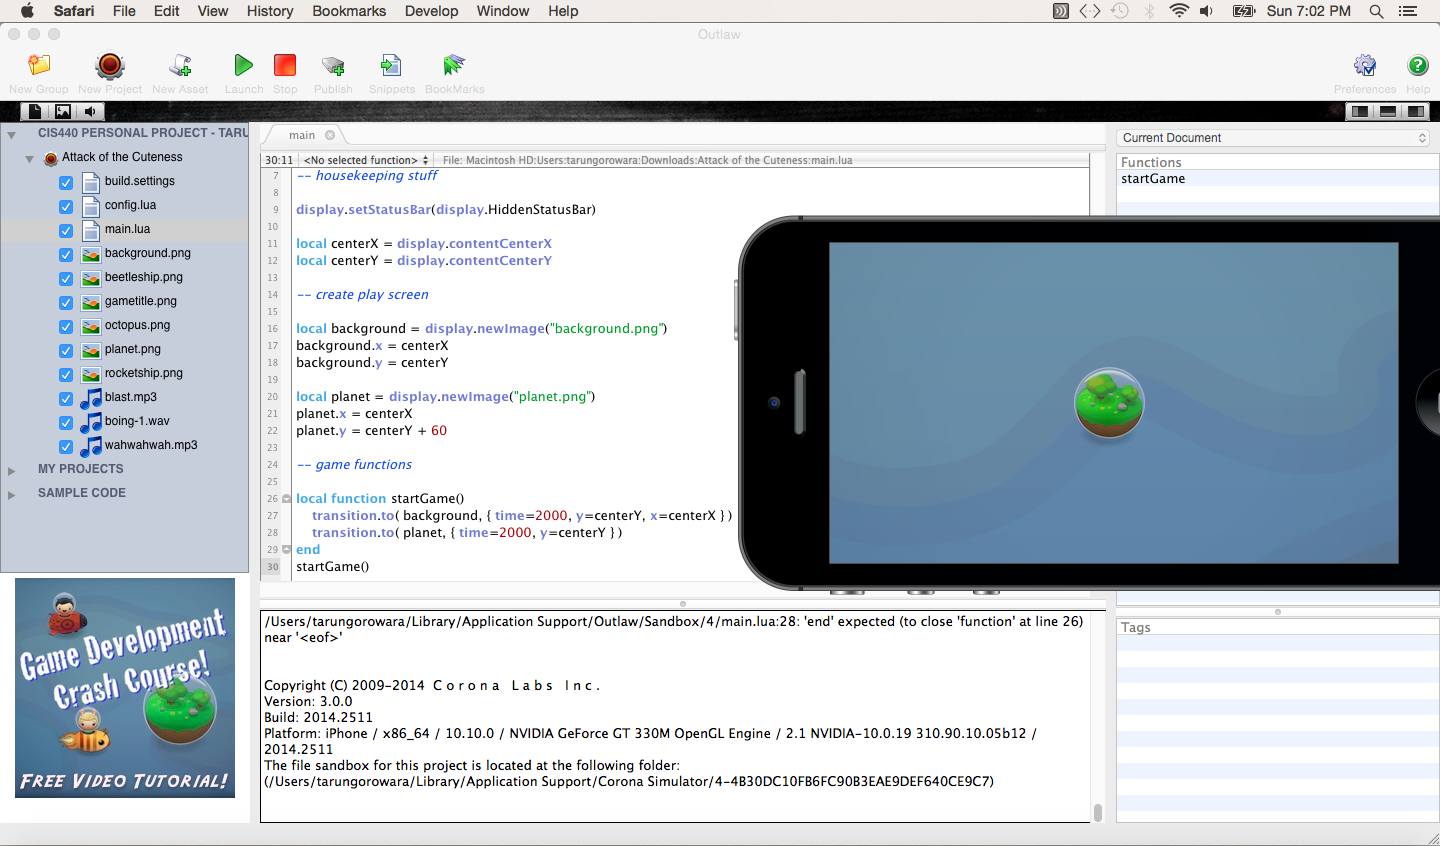 Safari File Edit View History Bookmarks Develop Window Help Sun 7:02 PM
Outlaw
New Group New Project New Asset Launch Stop Publish Snippets BookMarks Preferences Help
CIS440 PERSONAL PROJECT - TARU
Attack of the Cuteness
build.settings
config.lua
main.lua
background.png
beetleship.png
gametitle.png
octopus.png
planet.png
rocketship.png
blast.mp3
boing-1.wav
wahwahwah.mp3
MY PROJECTS
SAMPLE CODE
Game Development
Crash Course!
FREE VIDEO TUTORIAL!
main
30:11 <No selected function> File: Macintosh HD:Users:tarungorowara:Downloads:Attack of the Cuteness:main.lua
7 -- housekeeping stuff
8
9 display.setStatusBar(display.HiddenStatusBar)
10
11 local centerX = display.contentCenterX
12 local centerY = display.contentCenterY
13
14 -- create play screen
15
16 local background = display.newImage("background.png")
17 background.x = centerX
18 background.y = centerY
19
20 local planet = display.newImage("planet.png")
21 planet.x = centerX
22 planet.y = centerY + 60
23
24 -- game functions
25
26 local function startGame()
27 transition.to( background, { time=2000, y=centerY, x=centerX } )
28 transition.to( planet, { time=2000, y=centerY } )
29 end
30 startGame()
/Users/tarungorowara/Library/Application Support/Outlaw/Sandbox/4/main.lua:28: 'end' expected (to close 'function' at line 26)
near '<eof>'
Copyright (C) 2009-2014 C o r o n a L a b s I n c .
Version: 3.0.0
Build: 2014.2511
Platform: iPhone / x86_64 / 10.10.0 / NVIDIA GeForce GT 330M OpenGL Engine / 2.1 NVIDIA-10.0.19 310.90.10.05b12 /
2014.2511
The file sandbox for this project is located at the following folder:
(/Users/tarungorowara/Library/Application Support/Corona Simulator/4-4B30DC10FB6FC90B3EAE9DEF640CE9C7)
Current Document
Functions
startGame
Tags